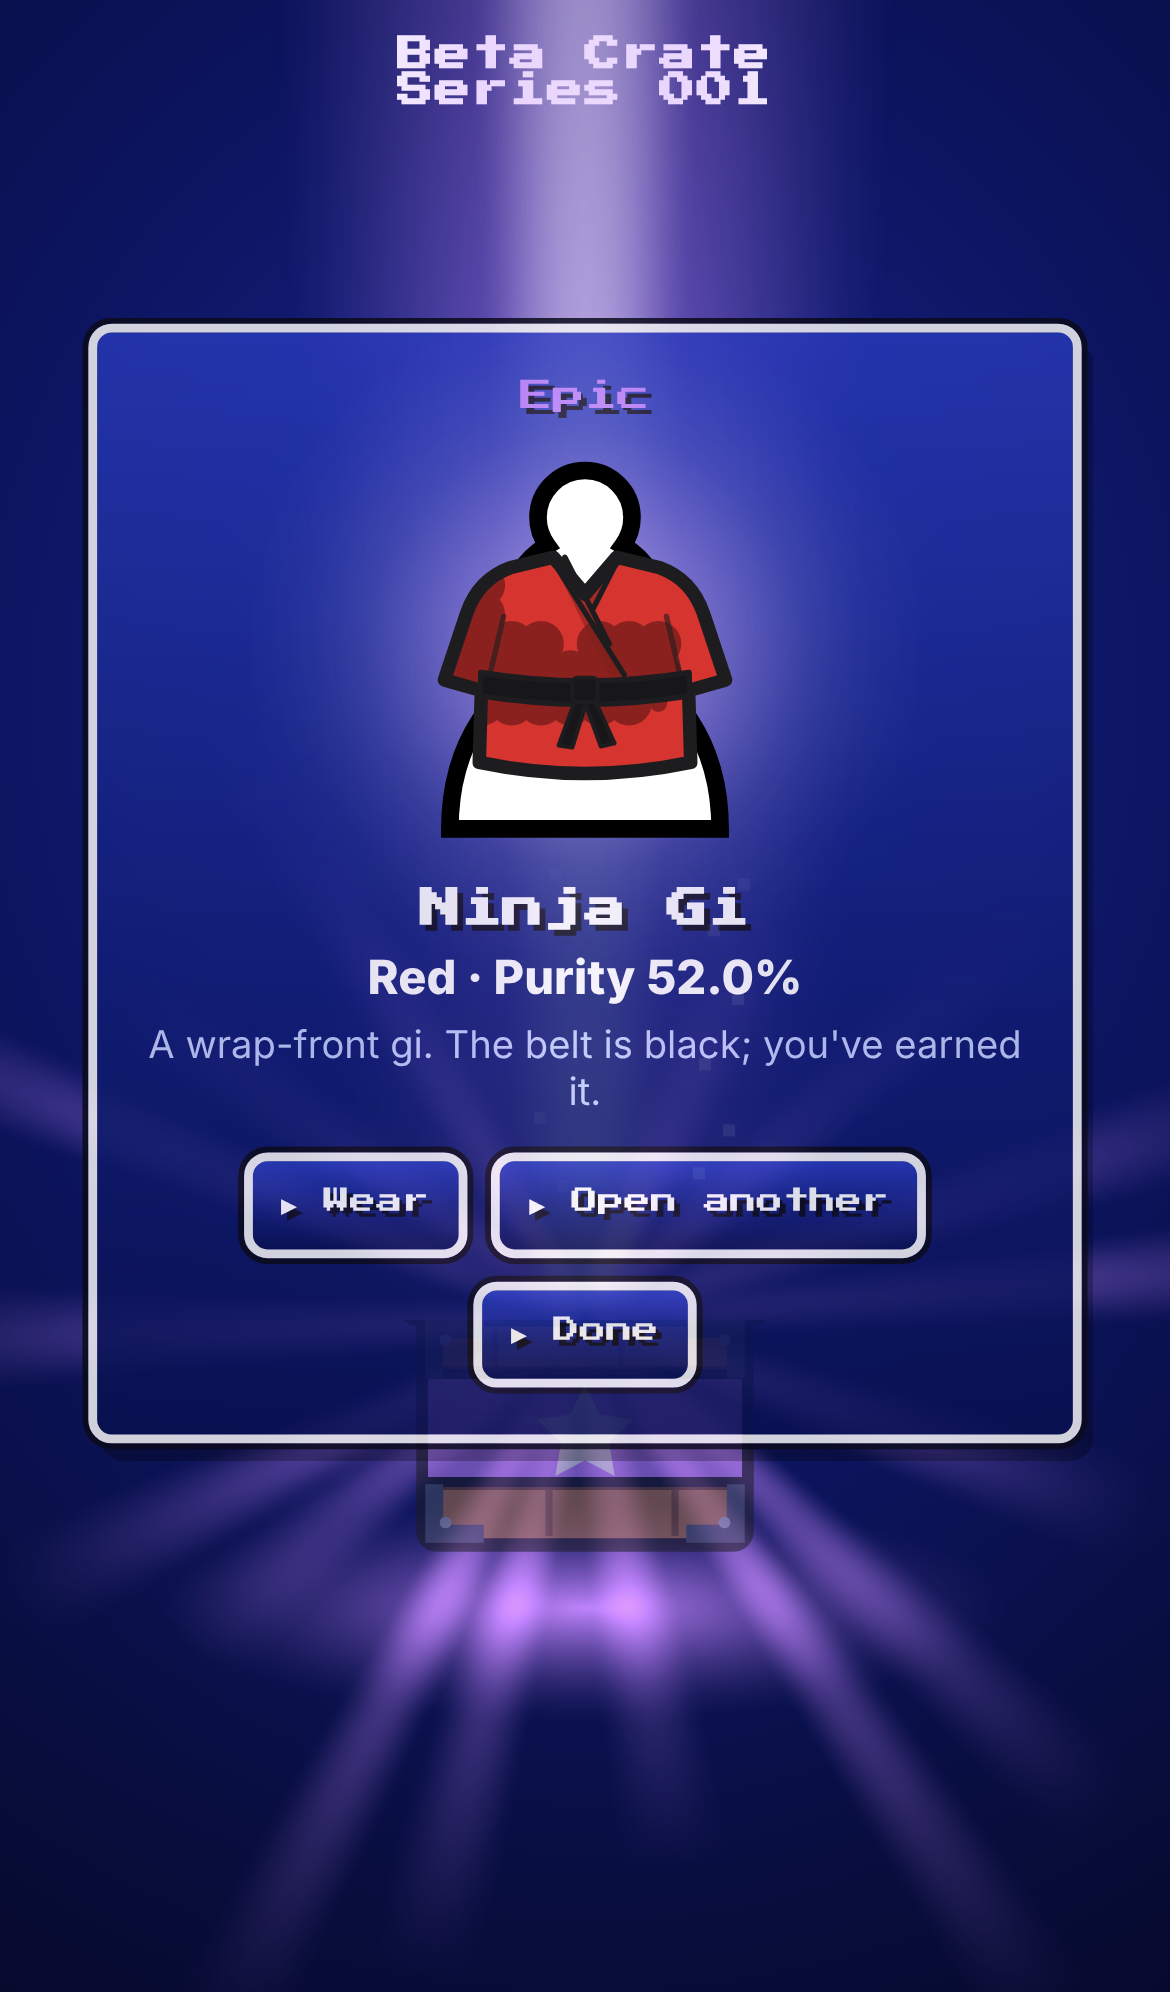 Beta Crate
Series 001
Epic
Ninja Gi
Red · Purity 52.0%
A wrap-front gi. The belt is black; you've earned
it.
▶ Wear
▶ Open another
▶ Done